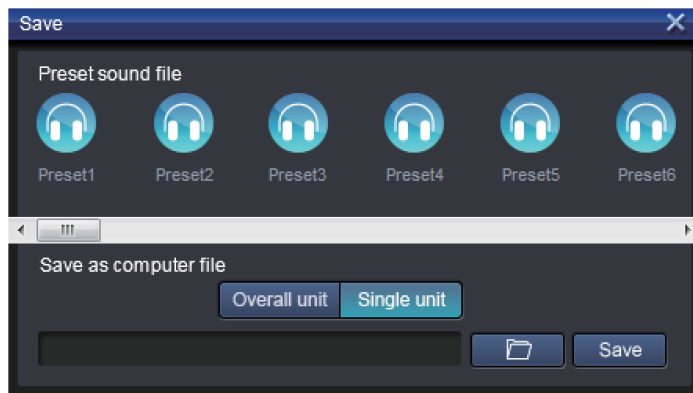 Save
Preset sound file
Preset1 Preset2 Preset3 Preset4 Preset5 Preset6
Save as computer file
Overall unit Single unit
Save